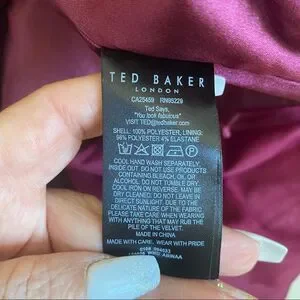 TED BAKER
LONDON
CA25459 RN95229
Ted Says,
"You look fabulous"
VISIT TED@tedbaker.com
SHELL: 100% POLYESTER, LINING:
96% POLYESTER 4% ELASTANE
COOL HAND WASH SEPARATELY,
INSIDE OUT. DO NOT USE PRODUCTS
CONTAINING BLEACH, OIL, OR
ALCOHOL. DO NOT TUMBLE DRY.
COOL IRON ON REVERSE. MAY BE
DRY CLEANED. DO NOT LEAVE IN
DIRECT SUNLIGHT. DUE TO THE
DELICATE NATURE OF THE FABRIC
PLEASE TAKE CARE WHEN WEARING
WITH ANYTHING THAT MAY RUB THE
PILE OF THE VELVET.
MADE IN CHINA
MADE WITH CARE. WEAR WITH PRIDE